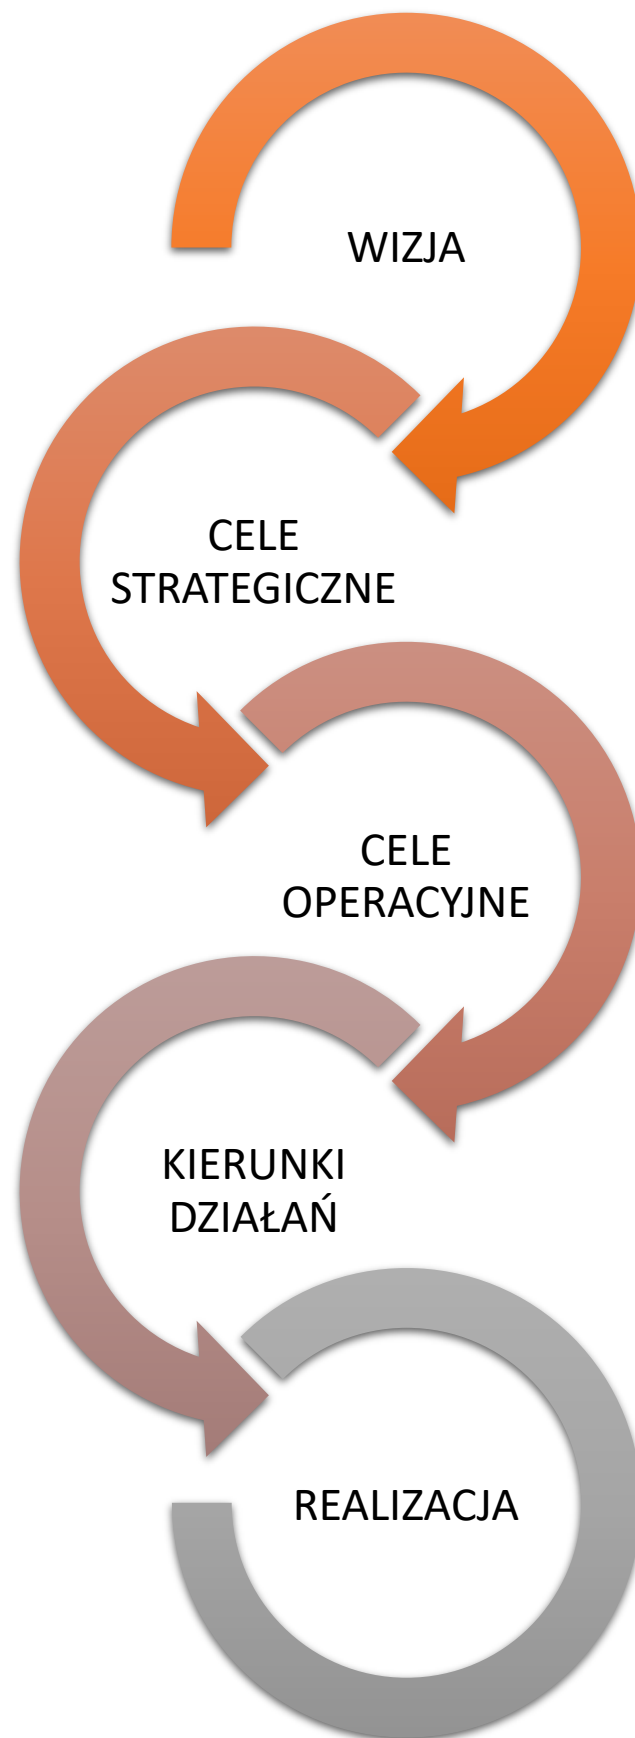 WIZJA
CELE
STRATEGICZNE
CELE
OPERACYJNE
KIERUNKI
DZIAŁAŃ
REALIZACJA